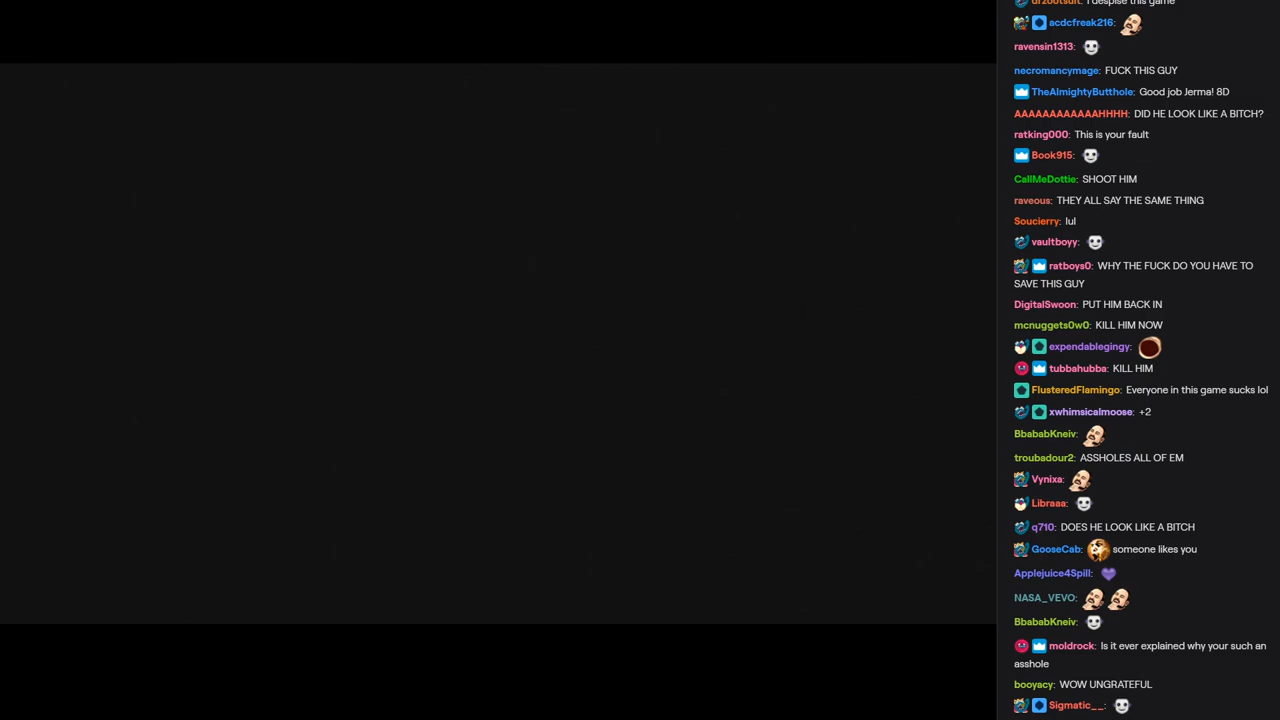 drzootsuit: I despise this game
acdcfreak216:
ravensin1313:
necromancymage: FUCK THIS GUY
TheAlmightyButthole: Good job Jerma! 8D
AAAAAAAAAAAAHHHH: DID HE LOOK LIKE A BITCH?
ratking000: This is your fault
Book915:
CallMeDottie: SHOOT HIM
raveous: THEY ALL SAY THE SAME THING
Soucierry: lul
vaultboyy:
ratboys0: WHY THE FUCK DO YOU HAVE TO
SAVE THIS GUY
DigitalSwoon: PUT HIM BACK IN
mcnuggets0w0: KILL HIM NOW
expendablegingy:
tubbahubba: KILL HIM
FlusteredFlamingo: Everyone in this game sucks lol
xwhimsicalmoose: +2
BbababKneiv:
troubadour2: ASSHOLES ALL OF EM
Vynixa:
Libraaa:
q710: DOES HE LOOK LIKE A BITCH
GooseCab: someone likes you
Applejuice4Spill:
NASA_VEVO:
BbababKneiv:
moldrock: Is it ever explained why your such an
asshole
booyacy: WOW UNGRATEFUL
Sigmatic__: